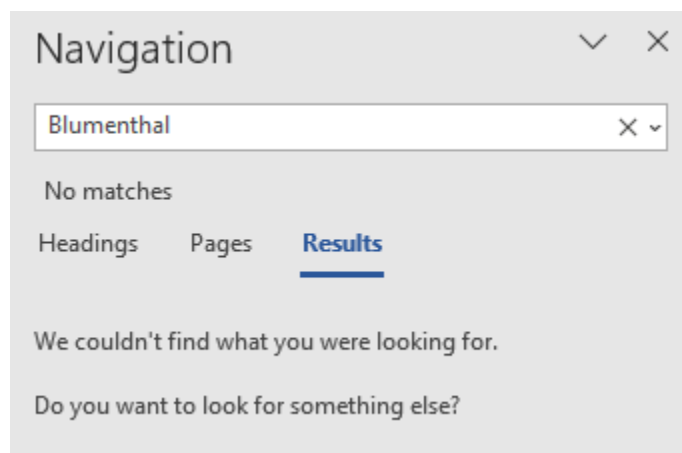 Navigation
Blumenthal
No matches
Headings Pages Results
We couldn't find what you were looking for.
Do you want to look for something else?